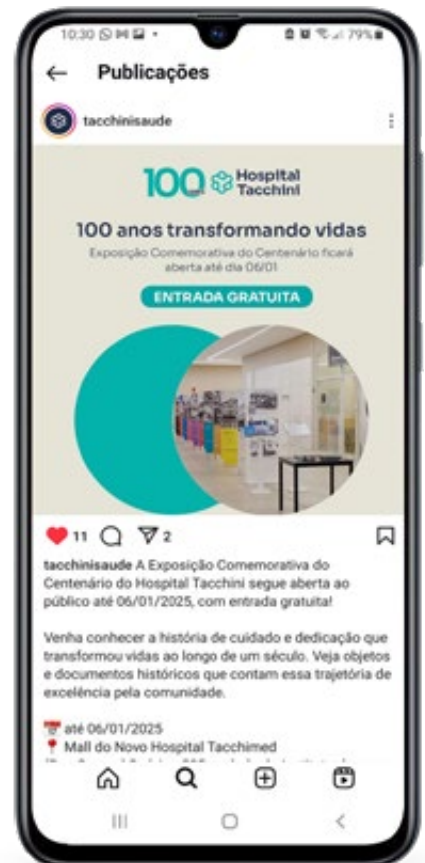 10:30
79%
Publicações
tacchinisaude
100 Hospital
Tacchini
100 anos transformando vidas
Exposição Comemorativa do Centenário ficará
aberta até dia 06/01
ENTRADA GRATUITA
11 2
tacchinisaude A Exposição Comemorativa do
Centenário do Hospital Tacchini segue aberta ao
público até 06/01/2025, com entrada gratuita!
Venha conhecer a história de cuidado e dedicação que
transformou vidas ao longo de um século. Veja objetos
e documentos históricos que contam essa trajetória de
excelência pela comunidade.
até 06/01/2025
Mall do Novo Hospital Tacchimed